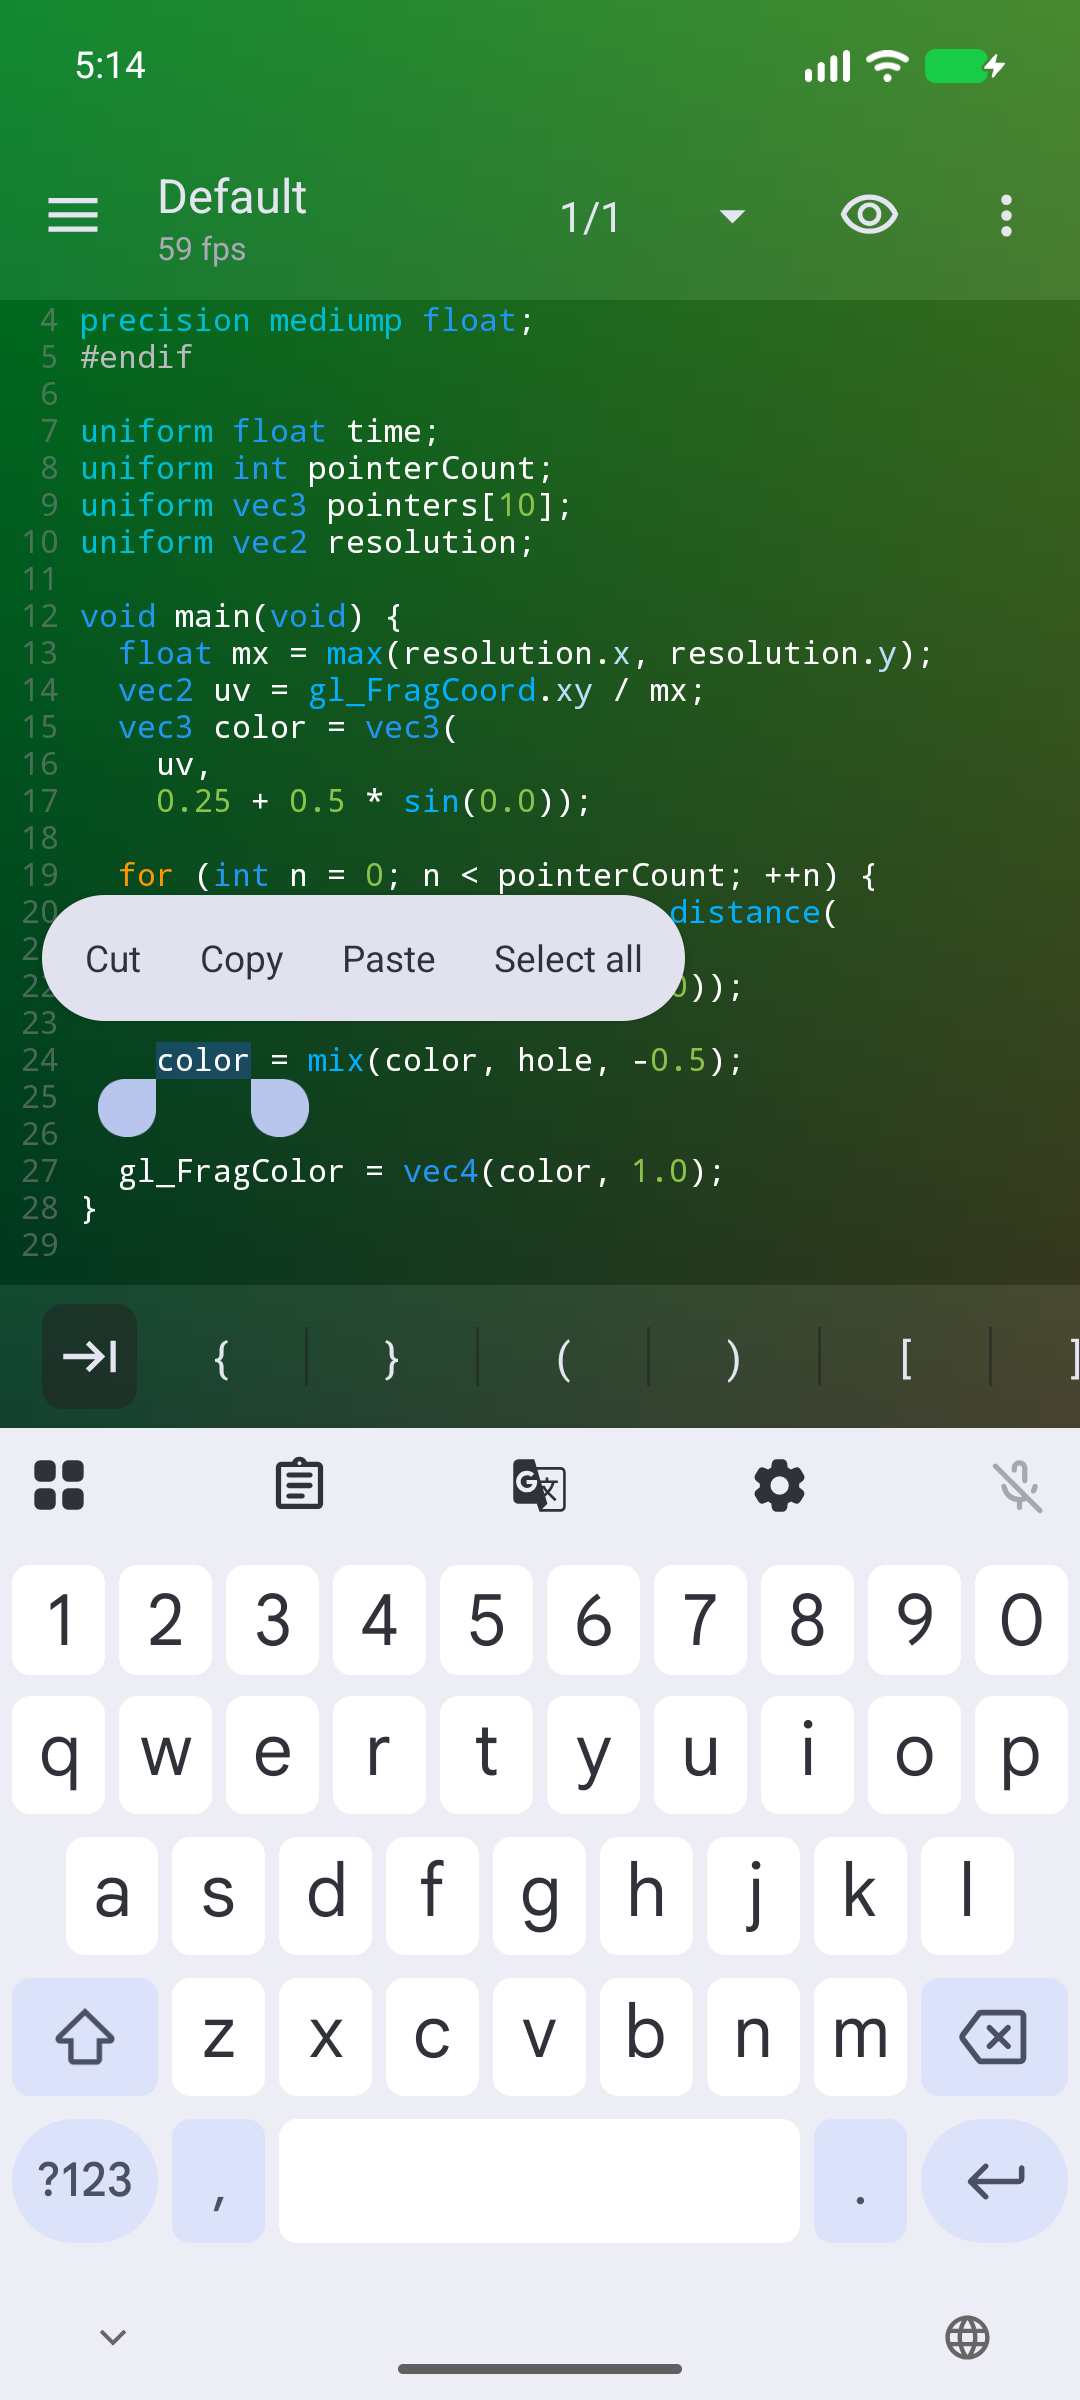 5:14
Default
59 fps
1/1
4 precision mediump float;
5 #endif
6
7 uniform float time;
8 uniform int pointerCount;
9 uniform vec3 pointers[10];
10 uniform vec2 resolution;
11
12 void main(void) {
13 float mx = max(resolution.x, resolution.y);
14 vec2 uv = gl_FragCoord.xy / mx;
15 vec3 color = vec3(
16 uv,
17 0.25 + 0.5 * sin(0.0));
18
19 for (int n = 0; n < pointerCount; ++n) {
20 distance(
Cut Copy Paste Select all
22 0));
23
24 color = mix(color, hole, -0.5);
25
26
27 gl_FragColor = vec4(color, 1.0);
28 }
29
{ } ( ) [ ]
1 2 3 4 5 6 7 8 9 0
q w e r t y u i o p
a s d f g h j k l
z x c v b n m
?123 , .